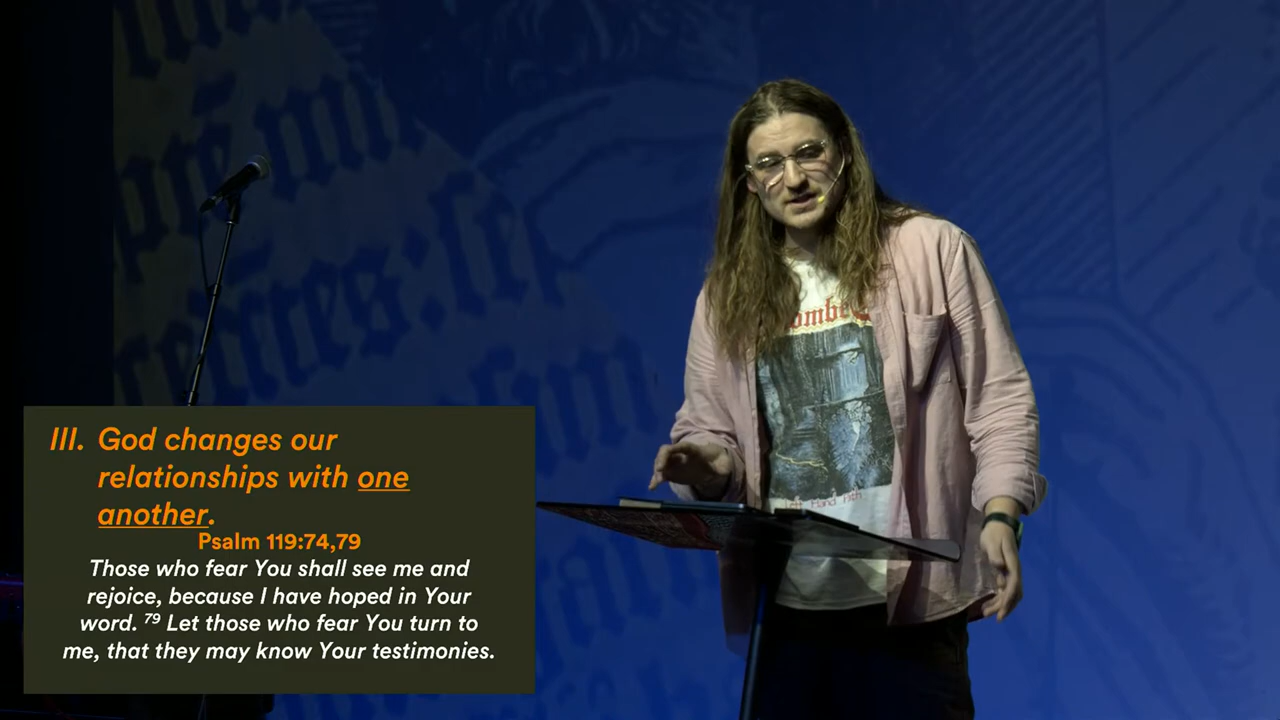 III. God changes our
relationships with one
another.
Psalm 119:74,79
Those who fear You shall see me and
rejoice, because I have hoped in Your
word. 79 Let those who fear You turn to
me, that they may know Your testimonies.